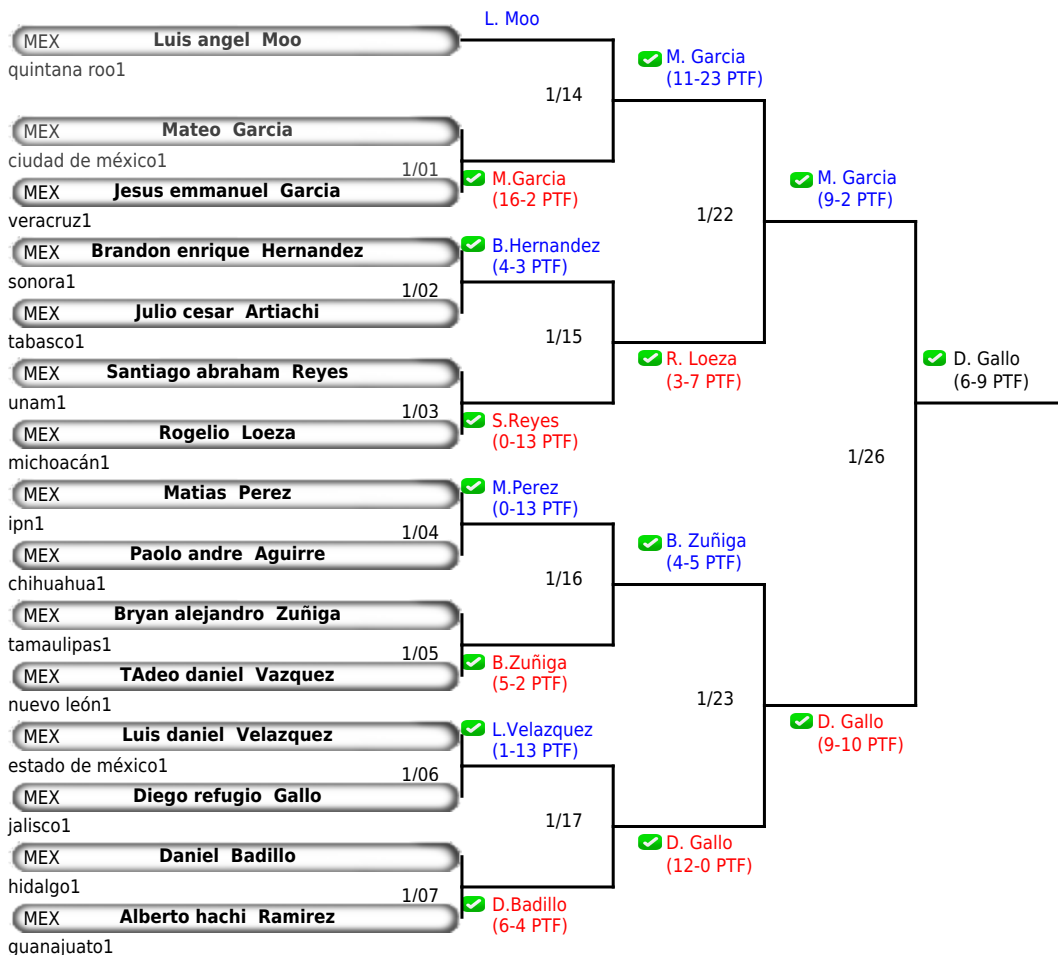 L. Moo
MEX Luis angel Moo
quintana roo1
M. Garcia
(11-23 PTF)
1/14
MEX Mateo Garcia
ciudad de méxico1
1/01
MEX Jesus emmanuel Garcia
M.Garcia
(16-2 PTF)
M. Garcia
(9-2 PTF)
veracruz1
1/22
MEX Brandon enrique Hernandez
B.Hernandez
(4-3 PTF)
sonora1
1/02
MEX Julio cesar Artiachi
tabasco1
1/15
MEX Santiago abraham Reyes
R. Loeza
(3-7 PTF)
D. Gallo
(6-9 PTF)
unam1
1/03
MEX Rogelio Loeza
S.Reyes
(0-13 PTF)
michoacán1
1/26
MEX Matias Perez
M.Perez
(0-13 PTF)
ipn1
1/04
MEX Paolo andre Aguirre
B. Zuñiga
(4-5 PTF)
chihuahua1
1/16
MEX Bryan alejandro Zuñiga
tamaulipas1
1/05
MEX TAdeo daniel Vazquez
B.Zuñiga
(5-2 PTF)
nuevo león1
1/23
MEX Luis daniel Velazquez
L.Velazquez
(1-13 PTF)
D. Gallo
(9-10 PTF)
estado de méxico1
1/06
MEX Diego refugio Gallo
jalisco1
1/17
MEX Daniel Badillo
D. Gallo
(12-0 PTF)
hidalgo1
1/07
MEX Alberto hachi Ramirez
D.Badillo
(6-4 PTF)
guanajuato1